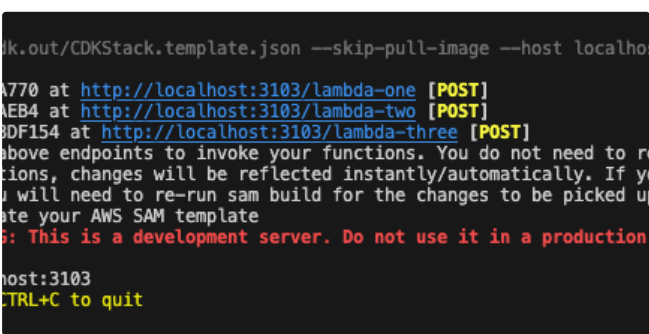 dk.out/CDKStack.template.json --skip-pull-image --host localhos
A770 at http://localhost:3103/lambda-one [POST]
AEB4 at http://localhost:3103/lambda-two [POST]
BDF154 at http://localhost:3103/lambda-three [POST]
above endpoints to invoke your functions. You do not need to re
tions, changes will be reflected instantly/automatically. If yo
u will need to re-run sam build for the changes to be picked up
ate your AWS SAM template
G: This is a development server. Do not use it in a production
host:3103
CTRL+C to quit